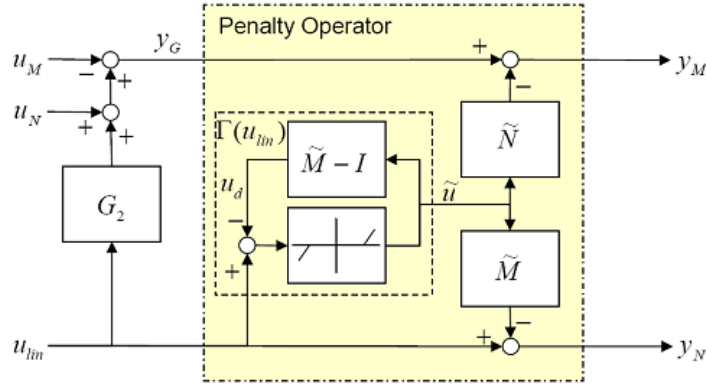 Penalty Operator
u_M
−
+
y_G
+
y_M
−
u_N
+
+
Γ(u_lin)
M̃ − I
Ñ
u_d
ũ
G_2
−
+
M̃
−
u_lin
+
y_N